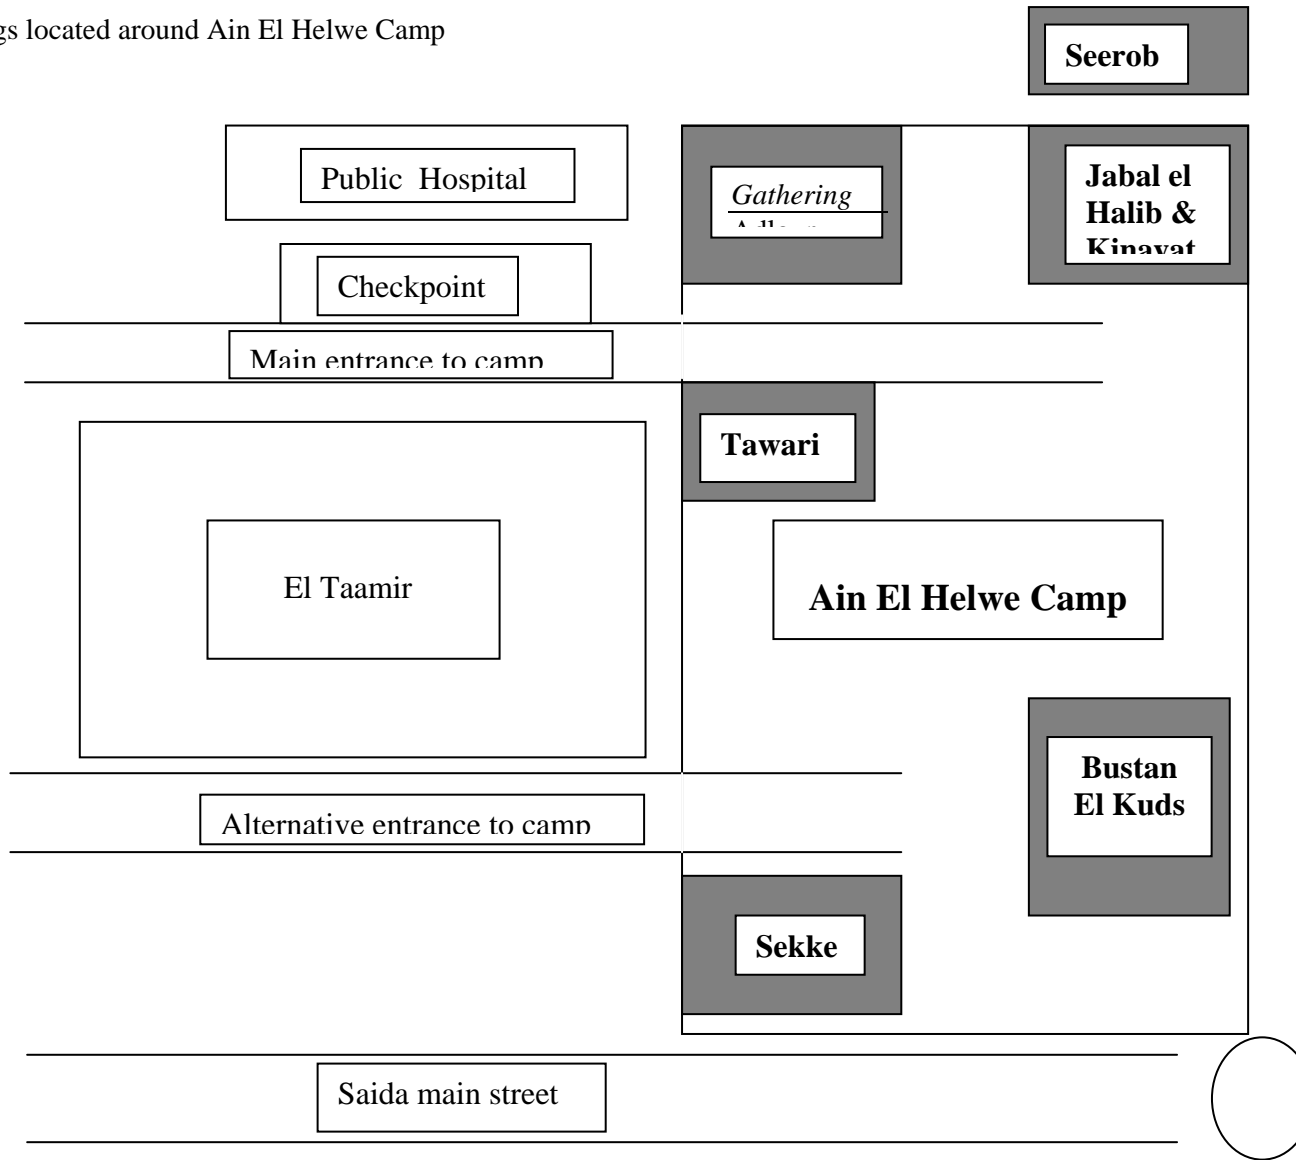 gs located around Ain El Helwe Camp
Seerob
Public Hospital
Gathering
Jabal el
Halib &
Kinayat
Checkpoint
Main entrance to camp
Tawari
El Taamir
Ain El Helwe Camp
Bustan
El Kuds
Alternative entrance to camp
Sekke
Saida main street